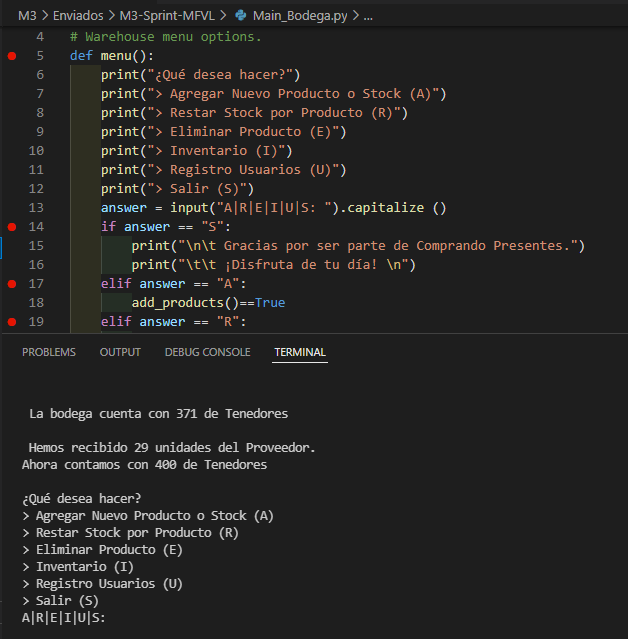 M3 > Enviados > M3-Sprint-MFVL > Main_Bodega.py > ...
4 # Warehouse menu options.
5 def menu():
6 print("¿Qué desea hacer?")
7 print("> Agregar Nuevo Producto o Stock (A)")
8 print("> Restar Stock por Producto (R)")
9 print("> Eliminar Producto (E)")
10 print("> Inventario (I)")
11 print("> Registro Usuarios (U)")
12 print("> Salir (S)")
13 answer = input("A|R|E|I|U|S: ").capitalize ()
14 if answer == "S":
15 print("\n\t Gracias por ser parte de Comprando Presentes.")
16 print("\t\t ¡Disfruta de tu día! \n")
17 elif answer == "A":
18 add_products()==True
19 elif answer == "R":
PROBLEMS OUTPUT DEBUG CONSOLE TERMINAL
La bodega cuenta con 371 de Tenedores
Hemos recibido 29 unidades del Proveedor.
Ahora contamos con 400 de Tenedores
¿Qué desea hacer?
> Agregar Nuevo Producto o Stock (A)
> Restar Stock por Producto (R)
> Eliminar Producto (E)
> Inventario (I)
> Registro Usuarios (U)
> Salir (S)
A|R|E|I|U|S: